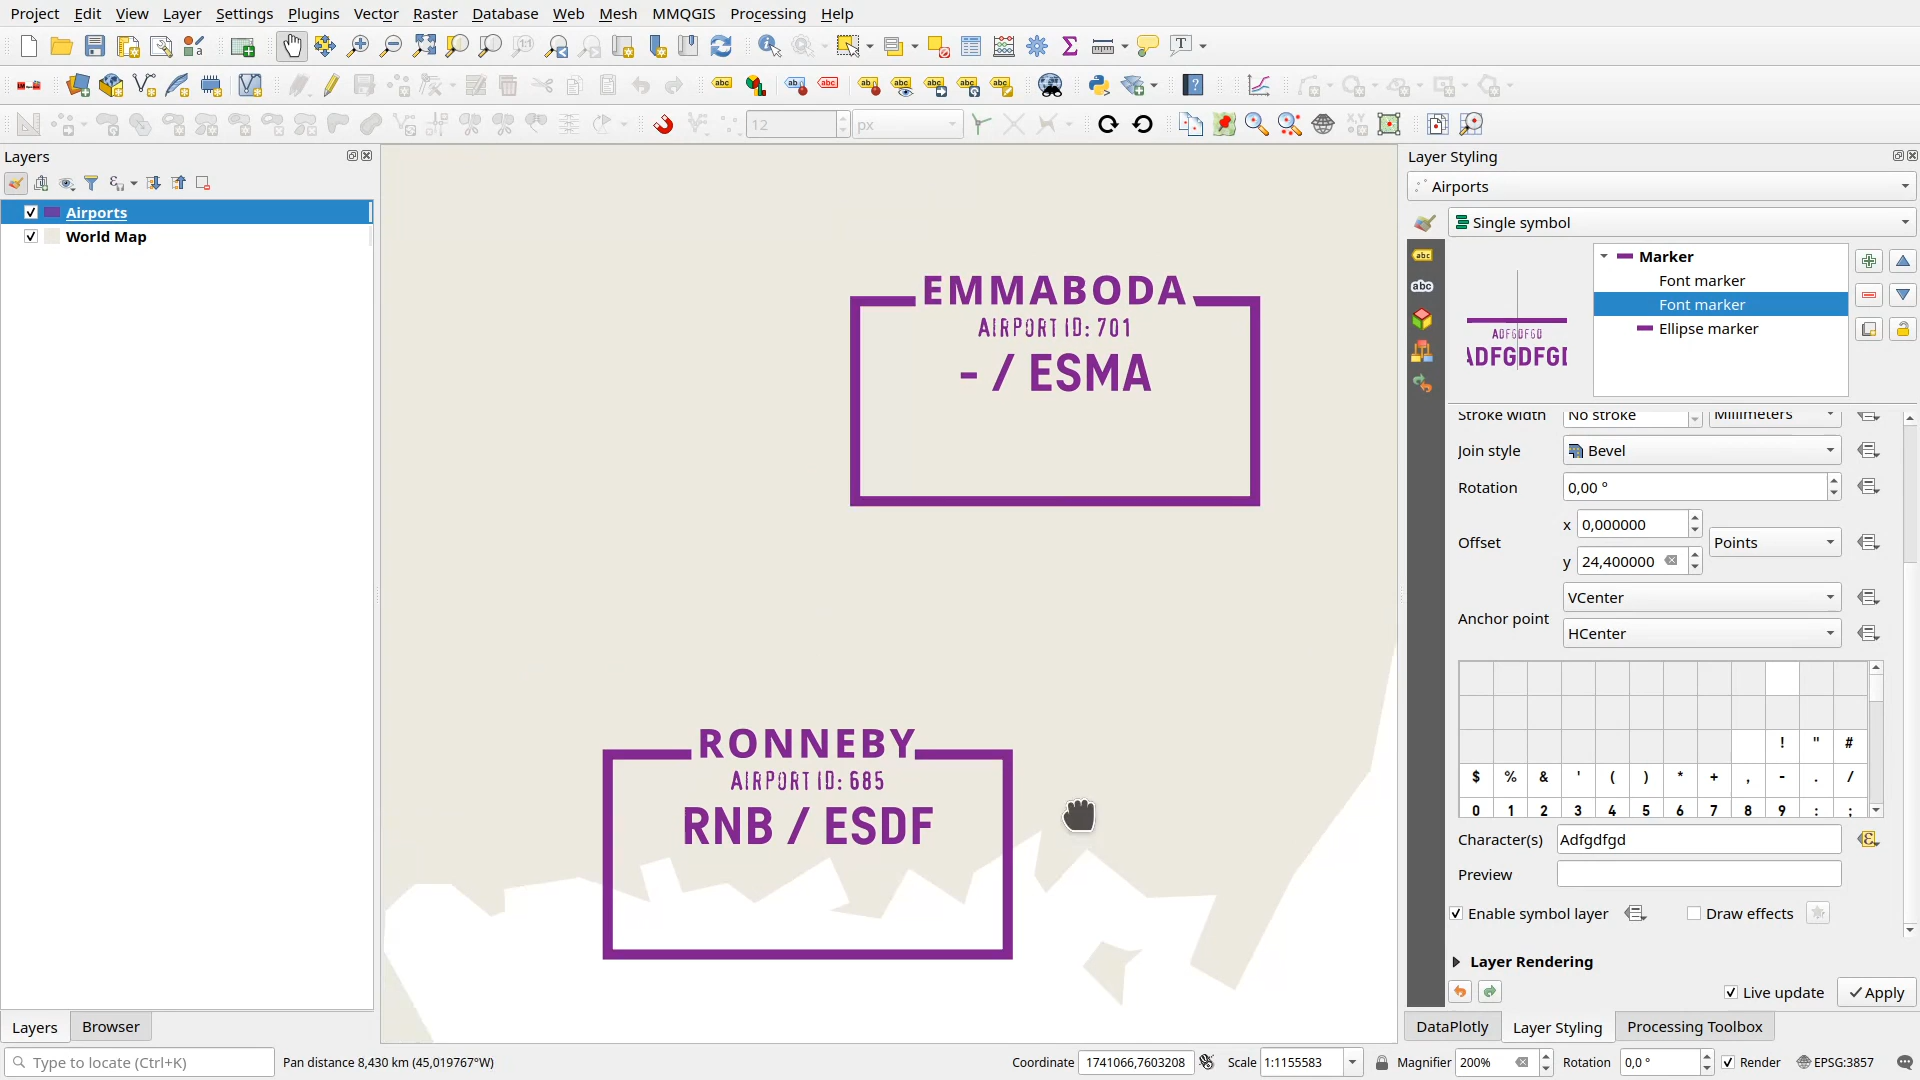 Project Edit View Layer Settings Plugins Vector Raster Database Web Mesh MMQGIS Processing Help
12 px
Layers
Layer Styling
Airports
Airports
World Map
Single symbol
Marker
Font marker
Font marker
Ellipse marker
ADFGDFGD
ADFGDFGD
EMMABODA
AIRPORT ID: 701
- / ESMA
RONNEBY
AIRPORT ID: 685
RNB / ESDF
Stroke width No stroke Millimeters
Join style Bevel
Rotation 0,00 °
Offset x 0,000000 Points
y 24,400000
Anchor point VCenter
HCenter
! " #
$ % & ' ( ) * + , - . /
0 1 2 3 4 5 6 7 8 9 : ;
Character(s) Adfgdfgd
Preview
Enable symbol layer Draw effects
Layer Rendering
Live update Apply
Layers Browser
DataPlotly Layer Styling Processing Toolbox
Type to locate (Ctrl+K) Pan distance 8,430 km (45,019767°W) Coordinate 1741066,7603208 Scale 1:1155583 Magnifier 200% Rotation 0,0 ° Render EPSG:3857